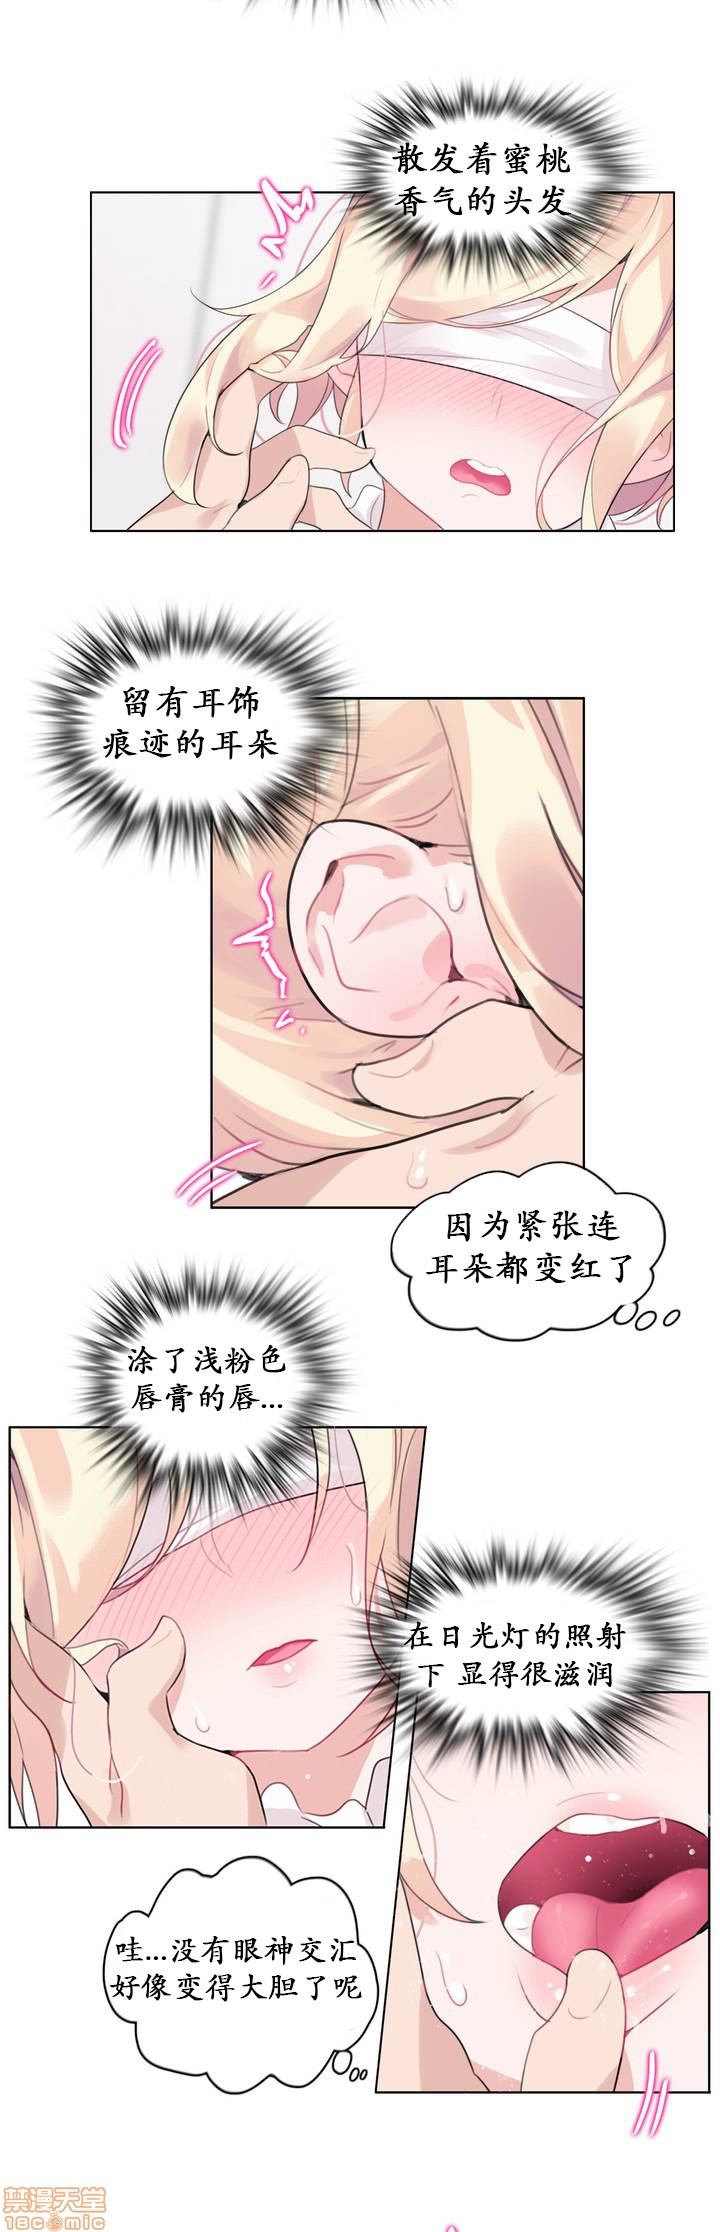 散发着蜜桃
香气的头发
留有耳饰
痕迹的耳朵
因为紧张连
耳朵都变红了
涂了浅粉色
唇膏的唇...
在日光灯的照射
下 显得很滋润
哇...没有眼神交汇
好像变得大胆了呢
禁漫天堂
18comic